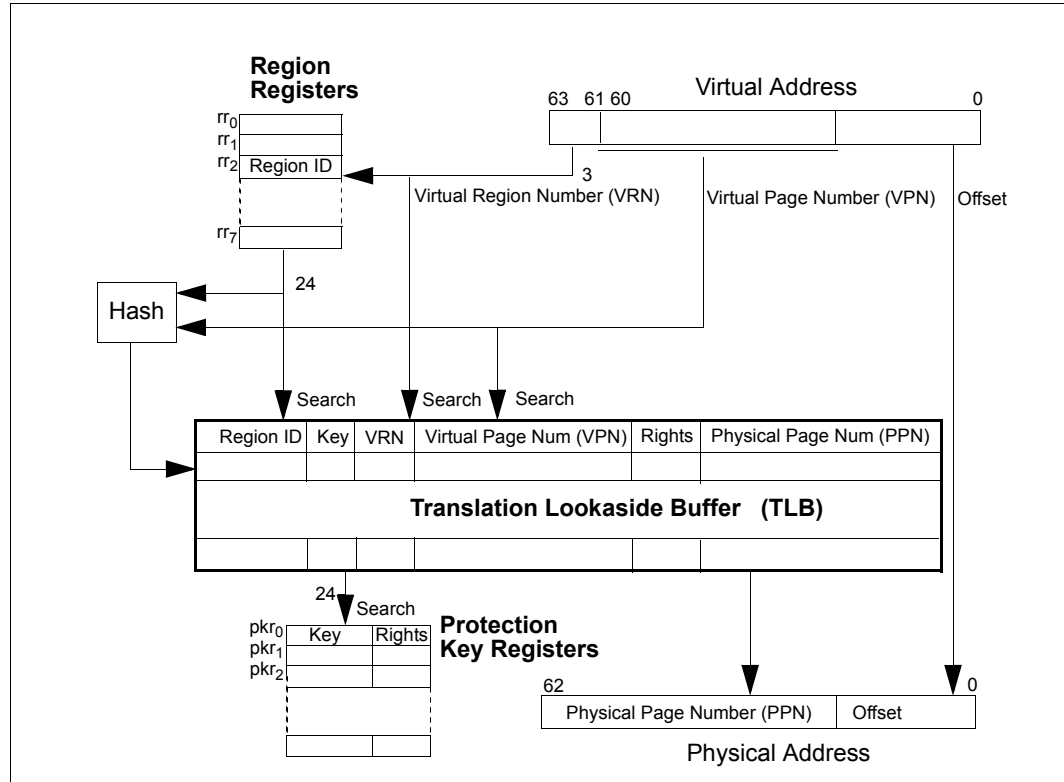 Region
Registers
Virtual Address
63 61 60 0
rr0
rr1
rr2 Region ID
rr7
3
Virtual Region Number (VRN)
Virtual Page Number (VPN)
Offset
24
Hash
Search Search Search
Region ID Key VRN Virtual Page Num (VPN) Rights Physical Page Num (PPN)
Translation Lookaside Buffer (TLB)
24
Search
pkr0 Key Rights
pkr1
pkr2
Protection
Key Registers
62 0
Physical Page Number (PPN) Offset
Physical Address